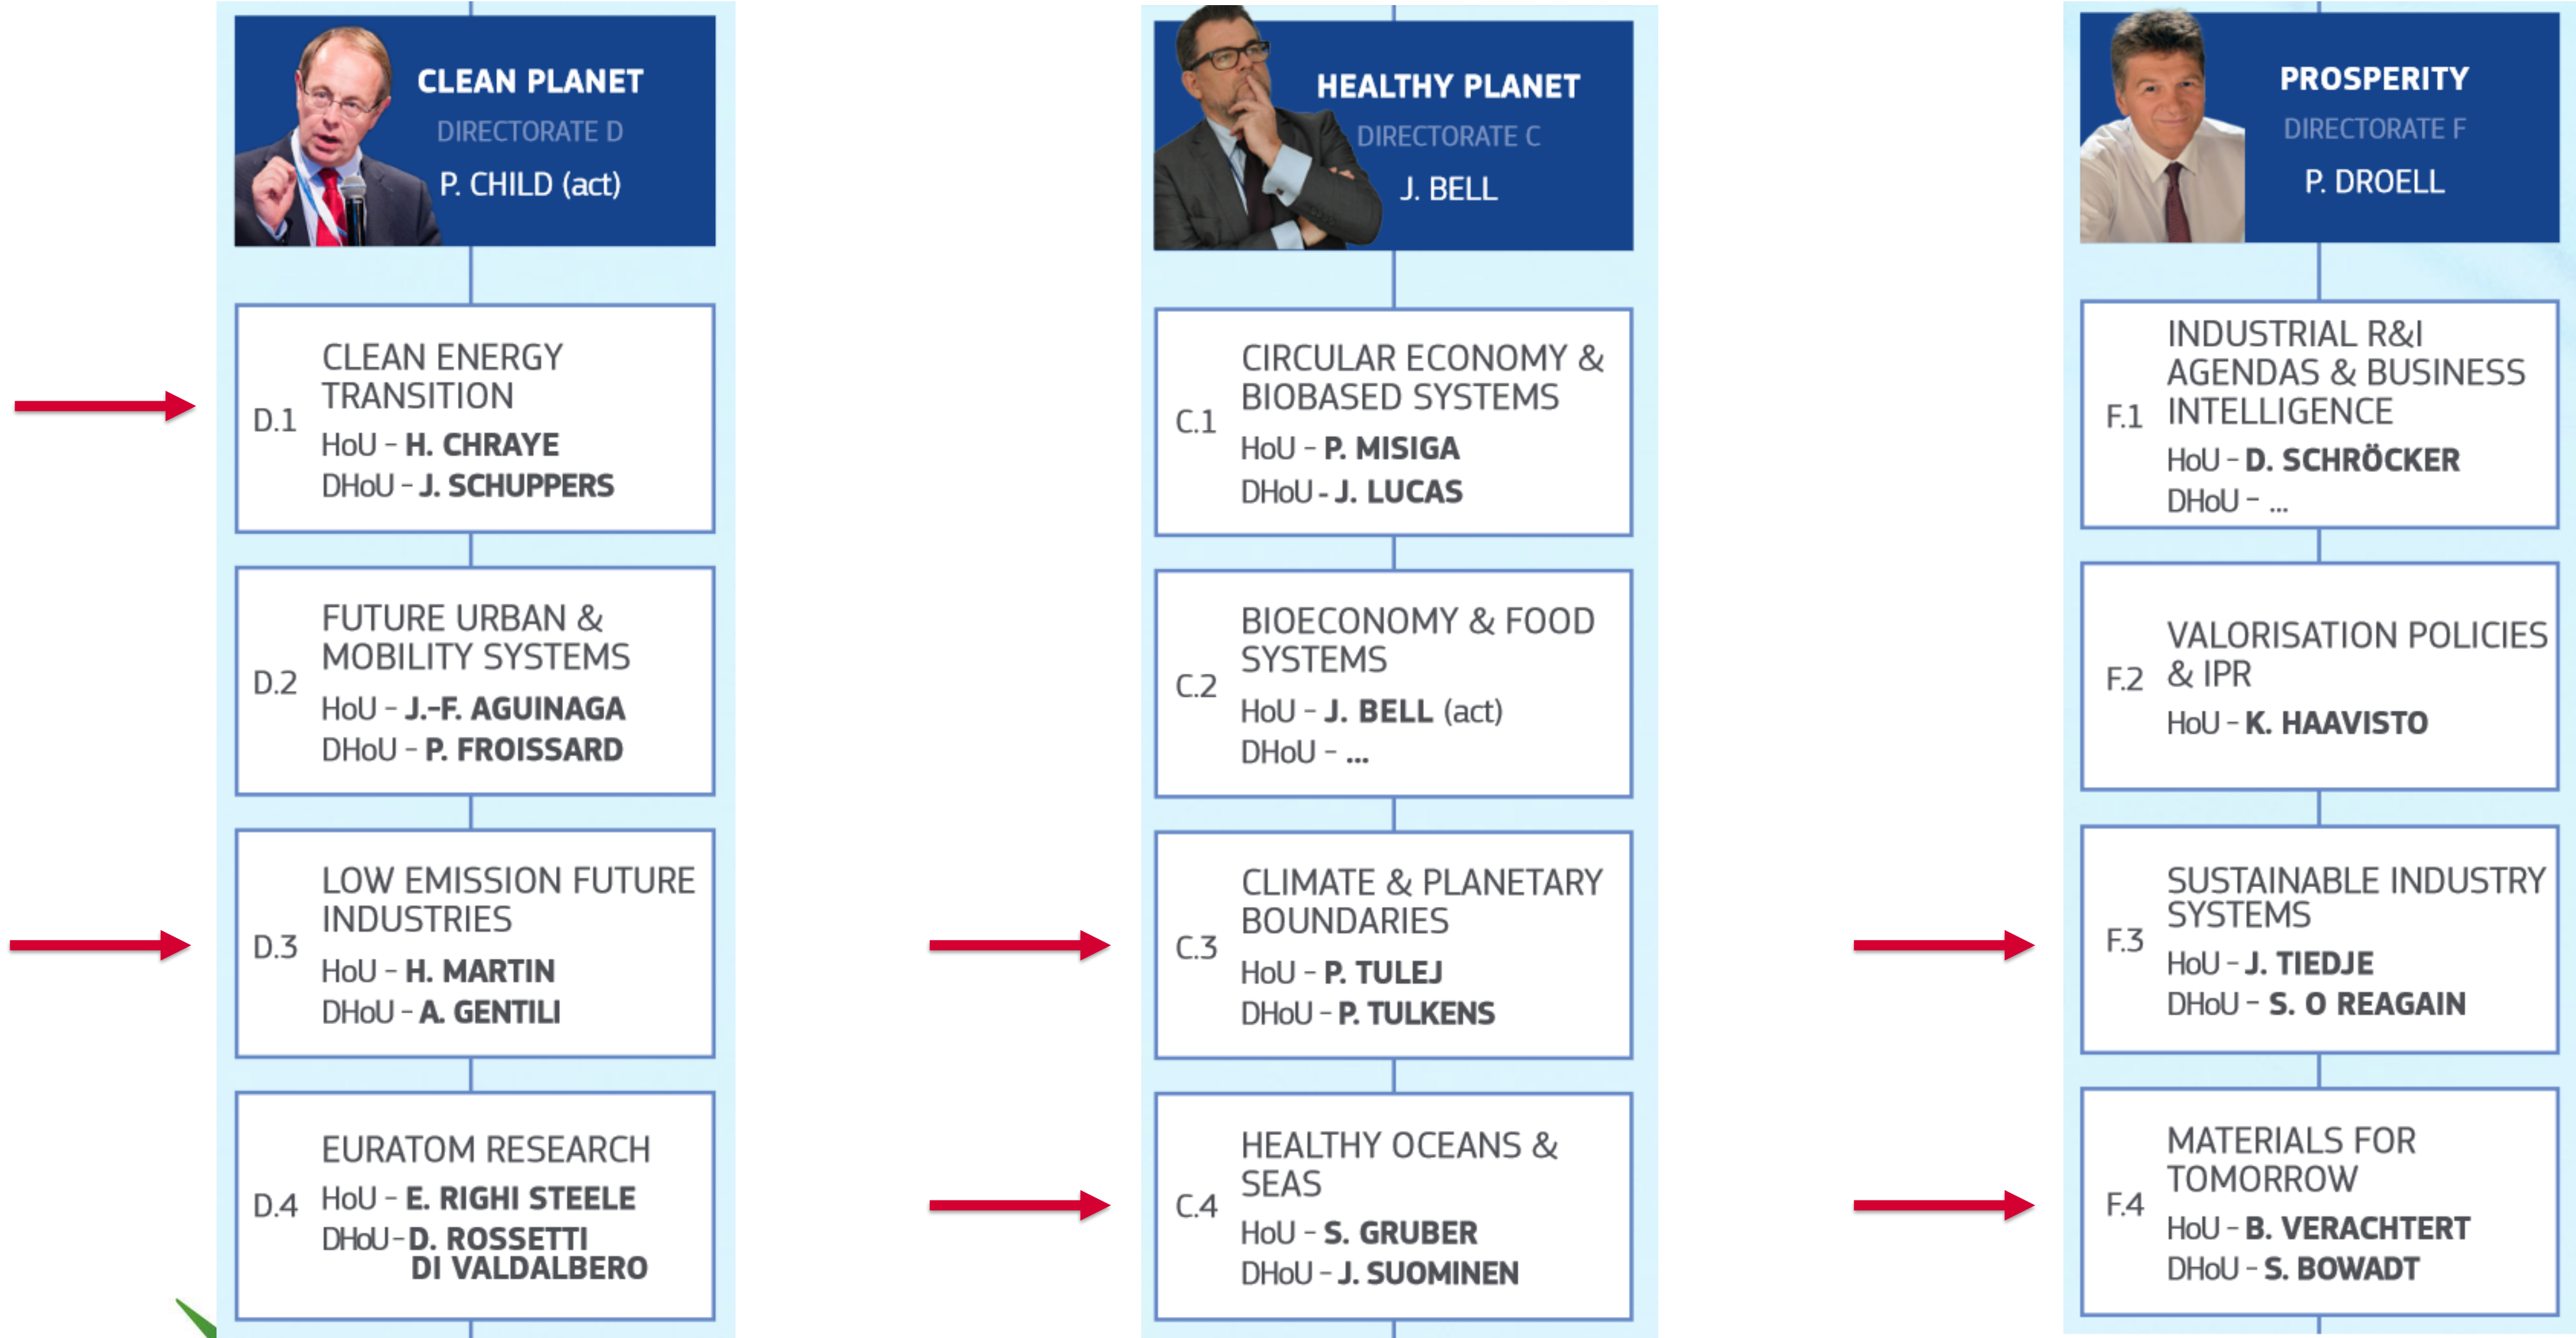 CLEAN PLANET
DIRECTORATE D
P. CHILD (act)
D.1
CLEAN ENERGY
TRANSITION
HoU - H. CHRAYE
DHoU - J. SCHUPPERS
D.2
FUTURE URBAN &
MOBILITY SYSTEMS
HoU - J.-F. AGUINAGA
DHoU - P. FROISSARD
D.3
LOW EMISSION FUTURE
INDUSTRIES
HoU - H. MARTIN
DHoU - A. GENTILI
D.4
EURATOM RESEARCH
HoU - E. RIGHI STEELE
DHoU - D. ROSSETTI
DI VALDALBERO
HEALTHY PLANET
DIRECTORATE C
J. BELL
C.1
CIRCULAR ECONOMY &
BIOBASED SYSTEMS
HoU - P. MISIGA
DHoU - J. LUCAS
C.2
BIOECONOMY & FOOD
SYSTEMS
HoU - J. BELL (act)
DHoU - ...
C.3
CLIMATE & PLANETARY
BOUNDARIES
HoU - P. TULEJ
DHoU - P. TULKENS
C.4
HEALTHY OCEANS &
SEAS
HoU - S. GRUBER
DHoU - J. SUOMINEN
PROSPERITY
DIRECTORATE F
P. DROELL
F.1
INDUSTRIAL R&I
AGENDAS & BUSINESS
INTELLIGENCE
HoU - D. SCHRÖCKER
DHoU - ...
F.2
VALORISATION POLICIES
& IPR
HoU - K. HAAVISTO
F.3
SUSTAINABLE INDUSTRY
SYSTEMS
HoU - J. TIEDJE
DHoU - S. O REAGAIN
F.4
MATERIALS FOR
TOMORROW
HoU - B. VERACHTERT
DHoU - S. BOWADT